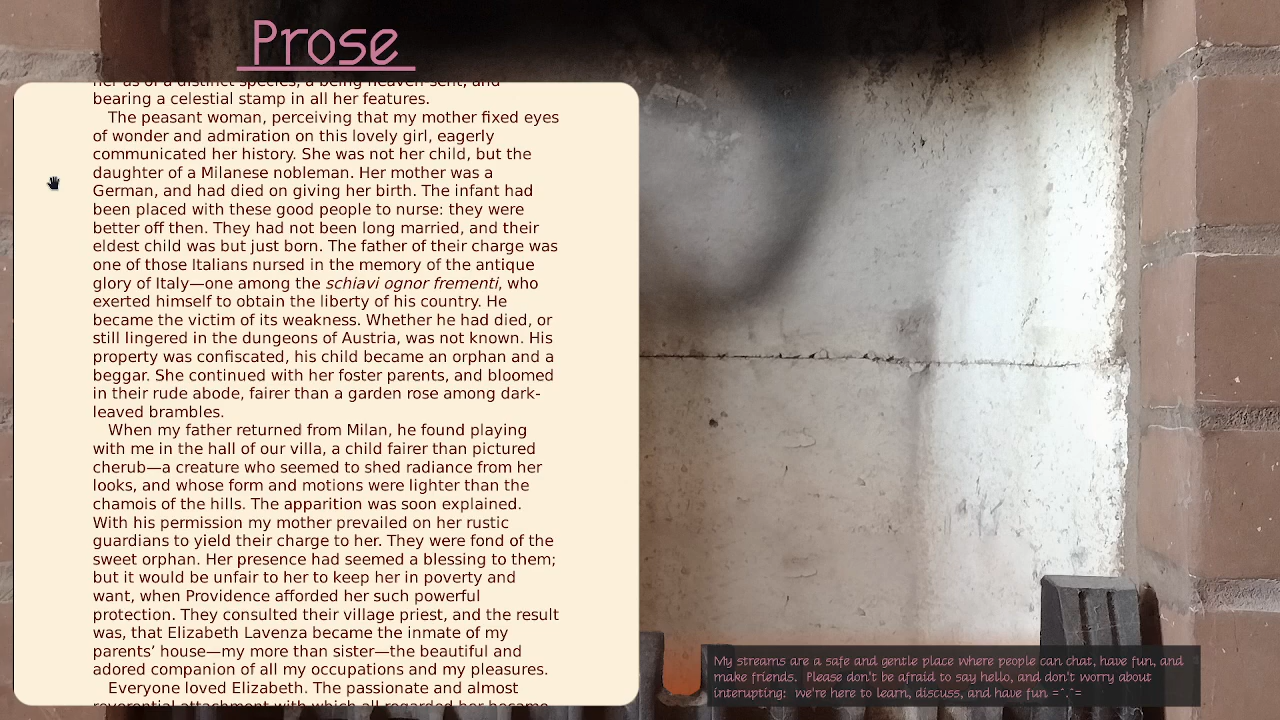 Prose
her as of a distinct species, a being heaven-sent, and
bearing a celestial stamp in all her features.
The peasant woman, perceiving that my mother fixed eyes
of wonder and admiration on this lovely girl, eagerly
communicated her history. She was not her child, but the
daughter of a Milanese nobleman. Her mother was a
German, and had died on giving her birth. The infant had
been placed with these good people to nurse: they were
better off then. They had not been long married, and their
eldest child was but just born. The father of their charge was
one of those Italians nursed in the memory of the antique
glory of Italy—one among the schiavi ognor frementi, who
exerted himself to obtain the liberty of his country. He
became the victim of its weakness. Whether he had died, or
still lingered in the dungeons of Austria, was not known. His
property was confiscated, his child became an orphan and a
beggar. She continued with her foster parents, and bloomed
in their rude abode, fairer than a garden rose among dark-
leaved brambles.
When my father returned from Milan, he found playing
with me in the hall of our villa, a child fairer than pictured
cherub—a creature who seemed to shed radiance from her
looks, and whose form and motions were lighter than the
chamois of the hills. The apparition was soon explained.
With his permission my mother prevailed on her rustic
guardians to yield their charge to her. They were fond of the
sweet orphan. Her presence had seemed a blessing to them;
but it would be unfair to her to keep her in poverty and
want, when Providence afforded her such powerful
protection. They consulted their village priest, and the result
was, that Elizabeth Lavenza became the inmate of my
parents’ house—my more than sister—the beautiful and
adored companion of all my occupations and my pleasures.
Everyone loved Elizabeth. The passionate and almost
reverential attachment with which all regarded her became
My streams are a safe and gentle place where people can chat, have fun, and
make friends. Please don't be afraid to say hello, and don't worry about
interupting: we're here to learn, discuss, and have fun =^.^=